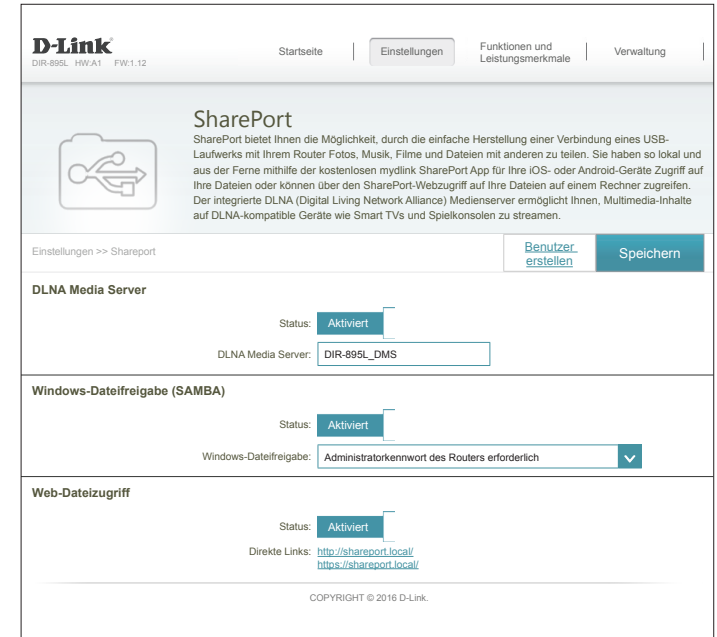 D-Link
DIR-895L HW:A1 FW:1.12
Startseite
Einstellungen
Funktionen und
Leistungsmerkmale
Verwaltung
SharePort
SharePort bietet Ihnen die Möglichkeit, durch die einfache Herstellung einer Verbindung eines USB-
Laufwerks mit Ihrem Router Fotos, Musik, Filme und Dateien mit anderen zu teilen. Sie haben so lokal und
aus der Ferne mithilfe der kostenlosen mydlink SharePort App für Ihre iOS- oder Android-Geräte Zugriff auf
Ihre Dateien oder können über den SharePort-Webzugriff auf Ihre Dateien auf einem Rechner zugreifen.
Der integrierte DLNA (Digital Living Network Alliance) Medienserver ermöglicht Ihnen, Multimedia-Inhalte
auf DLNA-kompatible Geräte wie Smart TVs und Spielkonsolen zu streamen.
Einstellungen >> Shareport
Benutzer
erstellen
Speichern
DLNA Media Server
Status: Aktiviert
DLNA Media Server: DIR-895L_DMS
Windows-Dateifreigabe (SAMBA)
Status: Aktiviert
Windows-Dateifreigabe: Administratorkennwort des Routers erforderlich
Web-Dateizugriff
Status: Aktiviert
Direkte Links: http://shareport.local/
https://shareport.local/
COPYRIGHT © 2016 D-Link.